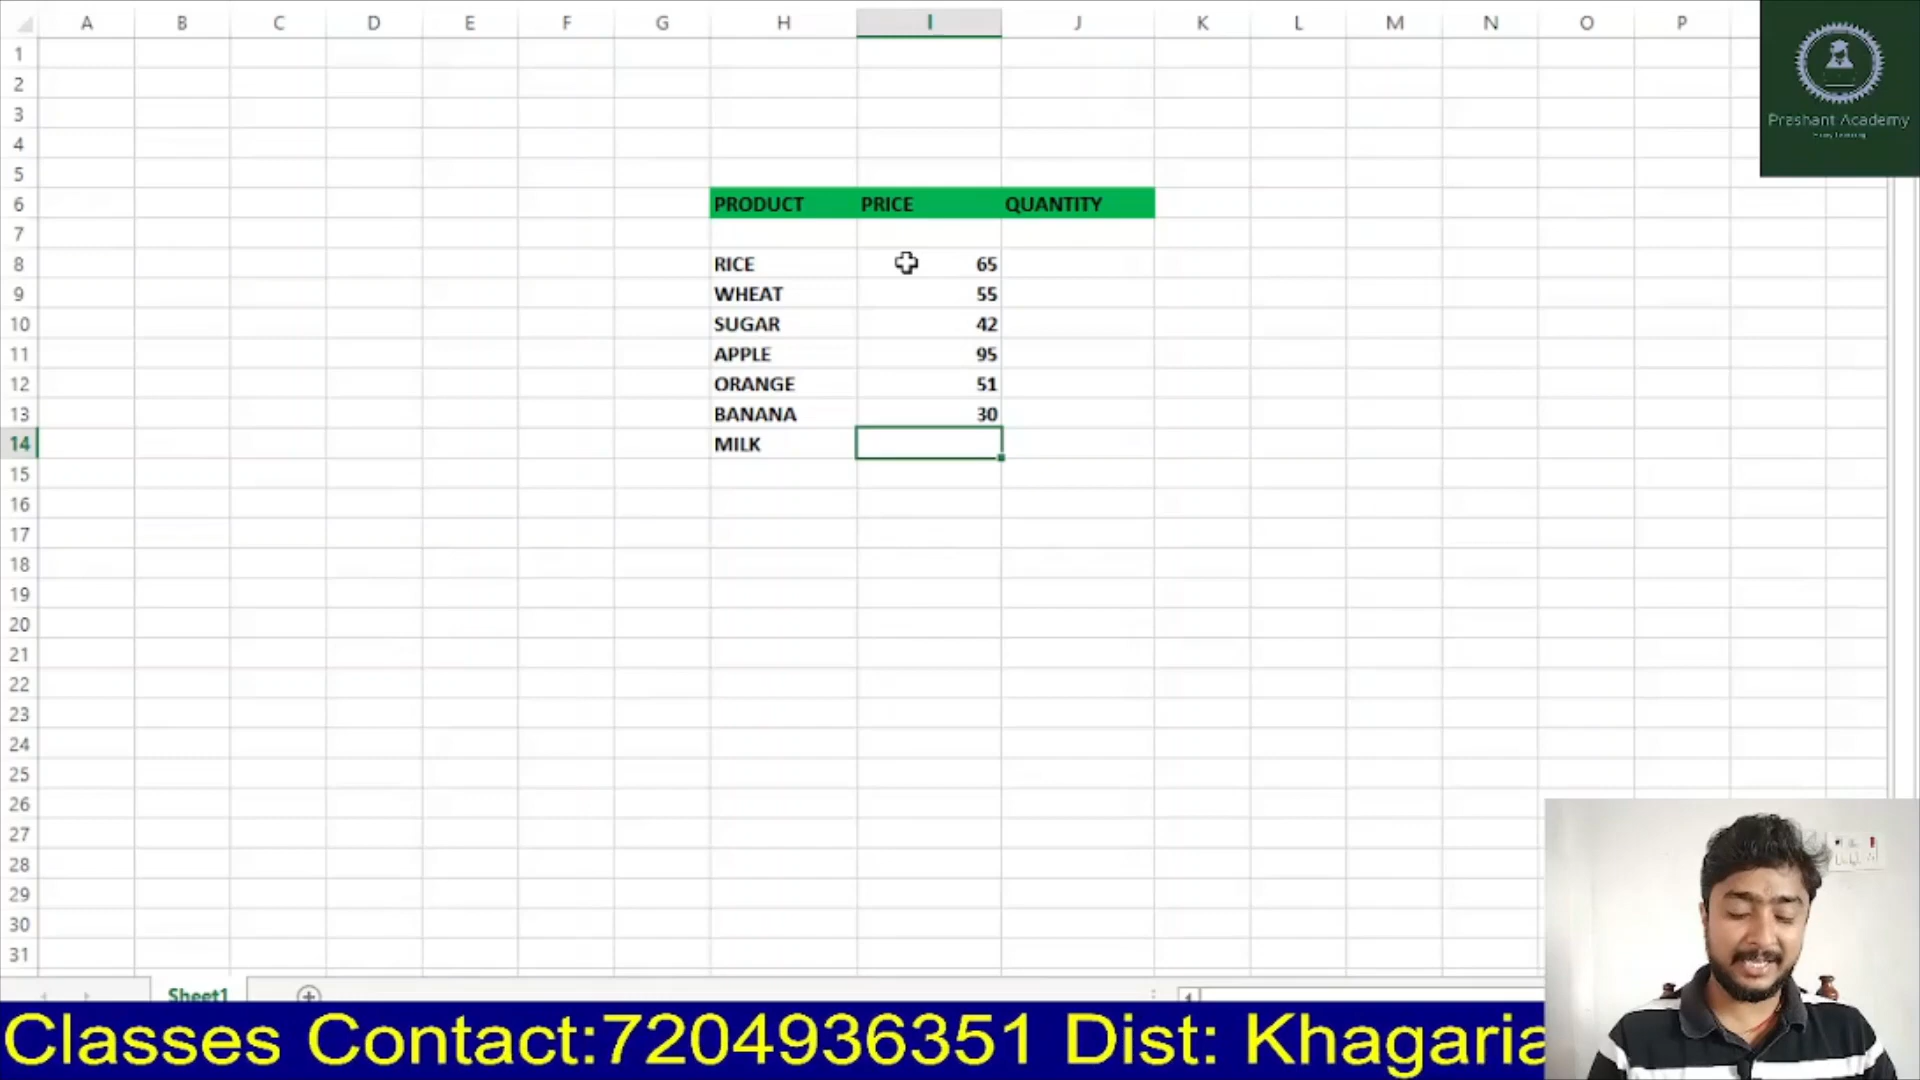 A B C D E F G H I J K L M N O P
1
2
3
4
5
6 PRODUCT PRICE QUANTITY
7
8 RICE 65
9 WHEAT 55
10 SUGAR 42
11 APPLE 95
12 ORANGE 51
13 BANANA 30
14 MILK
15
16
17
18
19
20
21
22
23
24
25
26
27
28
29
30
31
Prashant Academy
Sheet1
Classes Contact:7204936351 Dist: Khagaria